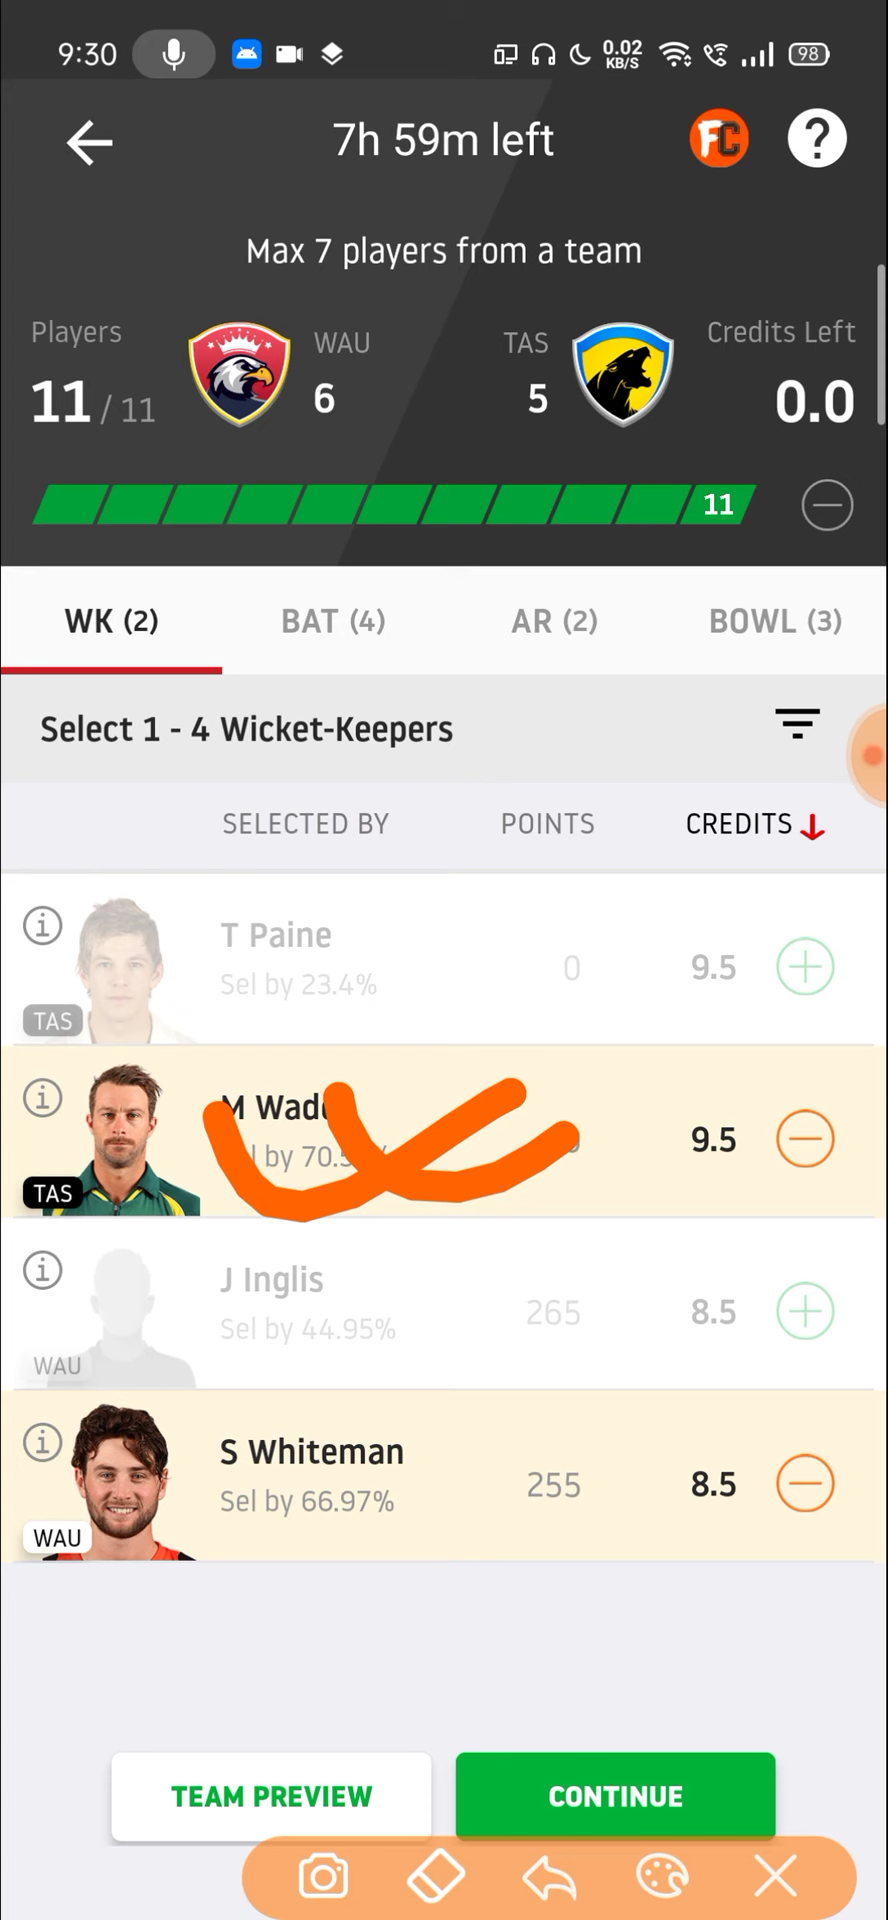 9:30 0.02 KB/S 98
7h 59m left FC ?
Max 7 players from a team
Players WAU TAS Credits Left
11 / 11 6 5 0.0
11
WK (2) BAT (4) AR (2) BOWL (3)
Select 1 - 4 Wicket-Keepers
SELECTED BY POINTS CREDITS
T Paine
Sel by 23.4% 0 9.5
TAS
M
by 9.5
TAS
J Inglis
Sel by 44.95% 265 8.5
WAU
S Whiteman
Sel by 66.97% 255 8.5
WAU
TEAM PREVIEW CONTINUE